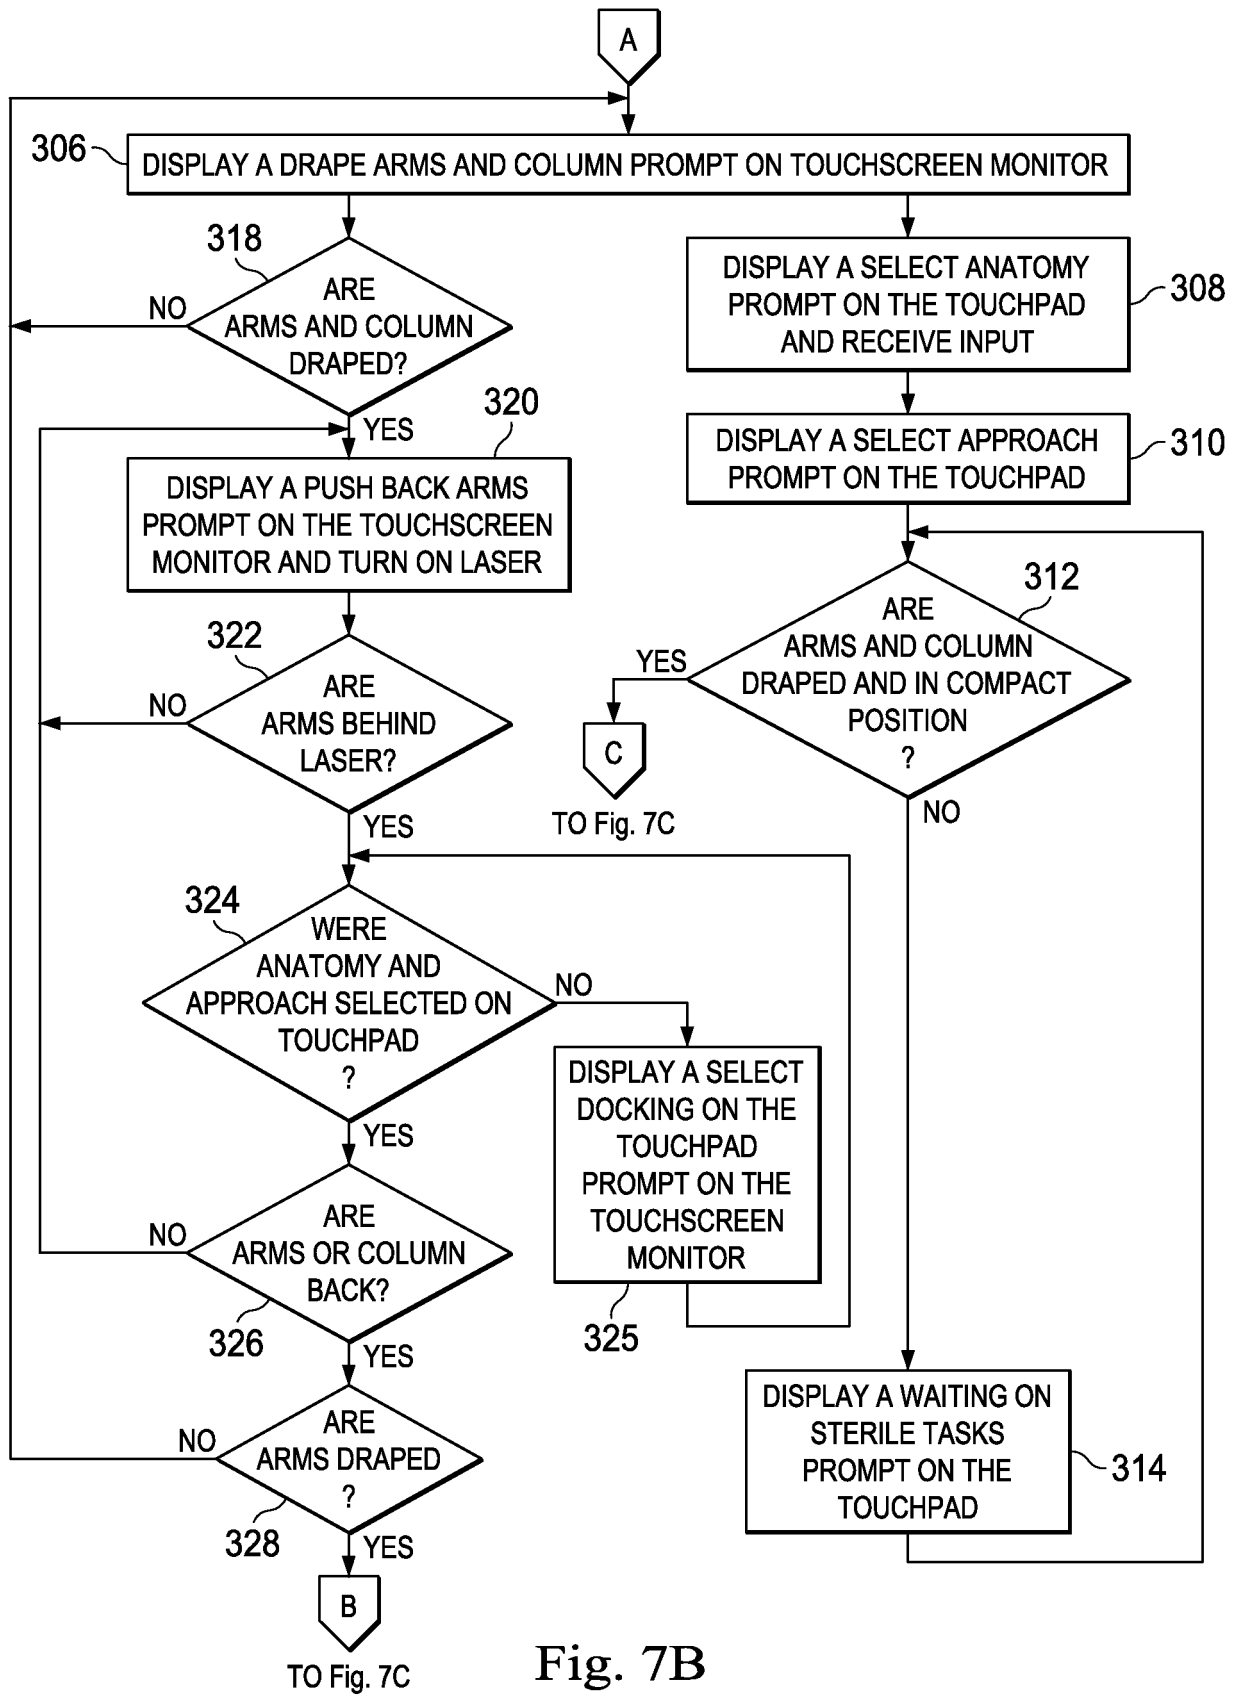 A
306
DISPLAY A DRAPE ARMS AND COLUMN PROMPT ON TOUCHSCREEN MONITOR
318
ARE
ARMS AND COLUMN
DRAPED?
NO
YES
DISPLAY A SELECT ANATOMY
PROMPT ON THE TOUCHPAD
AND RECEIVE INPUT
308
320
DISPLAY A PUSH BACK ARMS
PROMPT ON THE TOUCHSCREEN
MONITOR AND TURN ON LASER
DISPLAY A SELECT APPROACH
PROMPT ON THE TOUCHPAD
310
322
ARE
ARMS BEHIND
LASER?
NO
YES
312
ARE
ARMS AND COLUMN
DRAPED AND IN COMPACT
POSITION
?
YES
NO
C
TO Fig. 7C
324
WERE
ANATOMY AND
APPROACH SELECTED ON
TOUCHPAD
?
NO
YES
DISPLAY A SELECT
DOCKING ON THE
TOUCHPAD
PROMPT ON THE
TOUCHSCREEN
MONITOR
325
ARE
ARMS OR COLUMN
BACK?
NO
326
YES
ARE
ARMS DRAPED
?
NO
328
YES
DISPLAY A WAITING ON
STERILE TASKS
PROMPT ON THE
TOUCHPAD
314
B
TO Fig. 7C
Fig. 7B